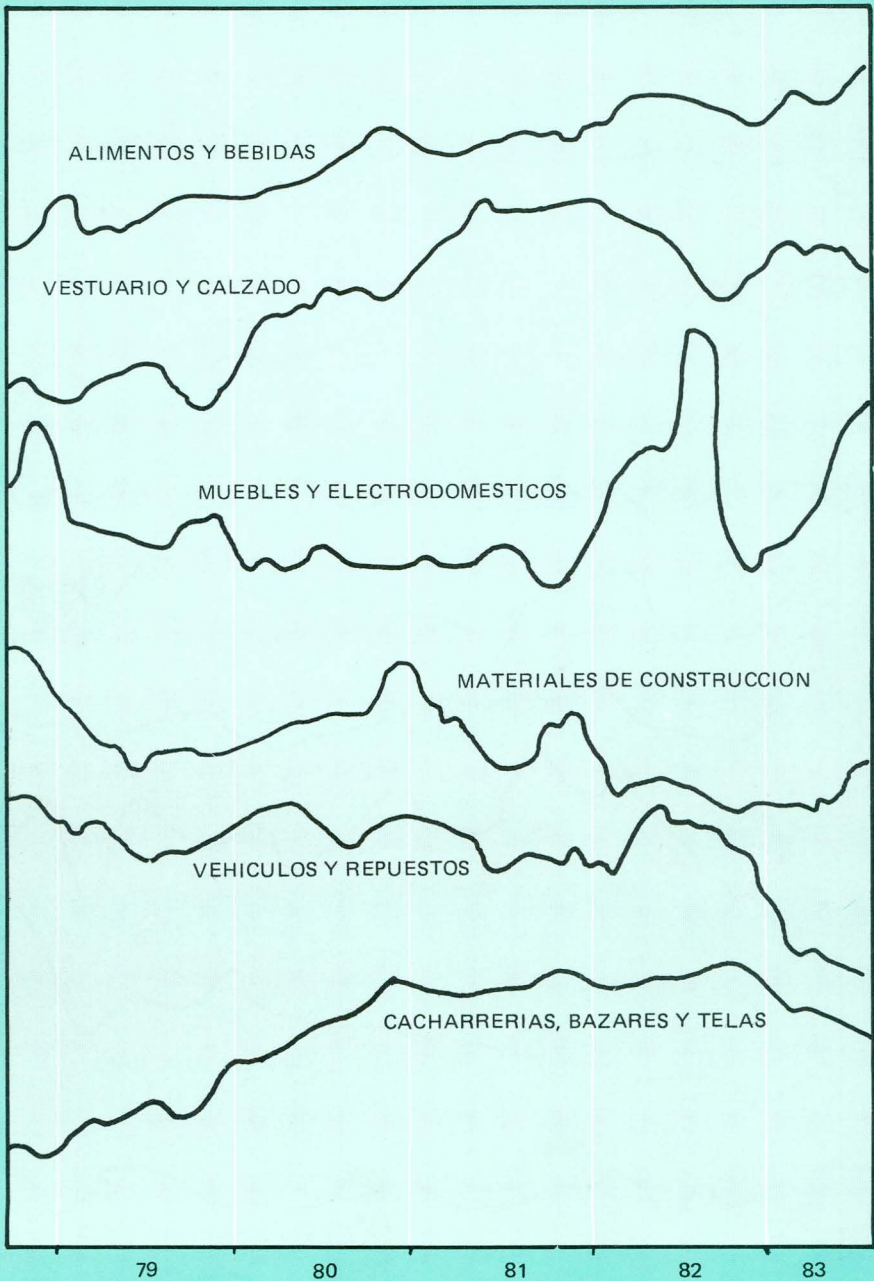 ALIMENTOS Y BEBIDAS
VESTUARIO Y CALZADO
MUEBLES Y ELECTRODOMESTICOS
MATERIALES DE CONSTRUCCION
VEHICULOS Y REPUESTOS
CACHARRERIAS, BAZARES Y TELAS
79 80 81 82 83